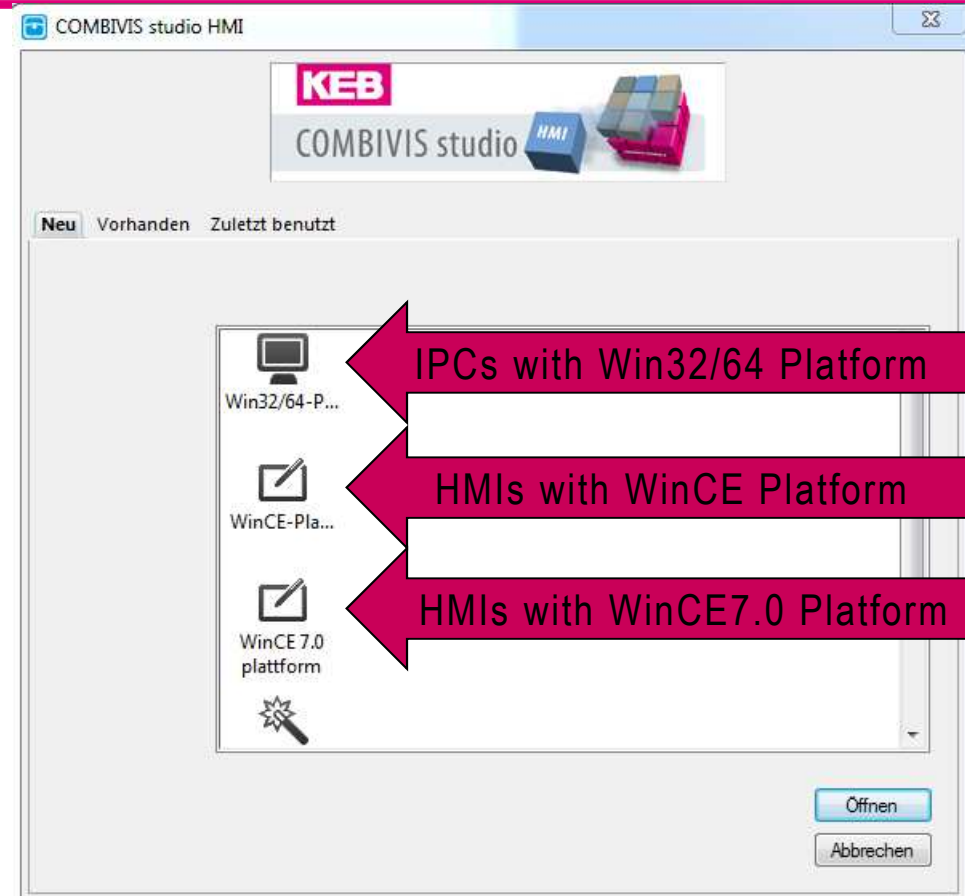 COMBIVIS studio HMI
KEB
COMBIVIS studio HMI
Neu Vorhanden Zuletzt benutzt
Win32/64-P...
IPCs with Win32/64 Platform
WinCE-Pla...
HMIs with WinCE Platform
WinCE 7.0
plattform
HMIs with WinCE7.0 Platform
Öffnen
Abbrechen